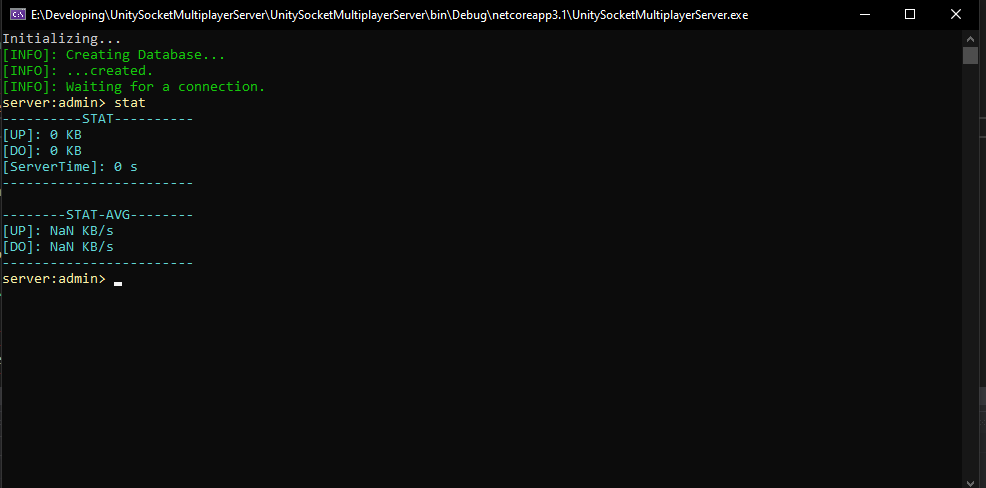 E:\Developing\UnitySocketMultiplayerServer\UnitySocketMultiplayerServer\bin\Debug\netcoreapp3.1\UnitySocketMultiplayerServer.exe
Initializing...
[INFO]: Creating Database...
[INFO]: ...created.
[INFO]: Waiting for a connection.
server:admin> stat
----------STAT----------
[UP]: 0 KB
[DO]: 0 KB
[ServerTime]: 0 s
------------------------
--------STAT-AVG--------
[UP]: NaN KB/s
[DO]: NaN KB/s
------------------------
server:admin>